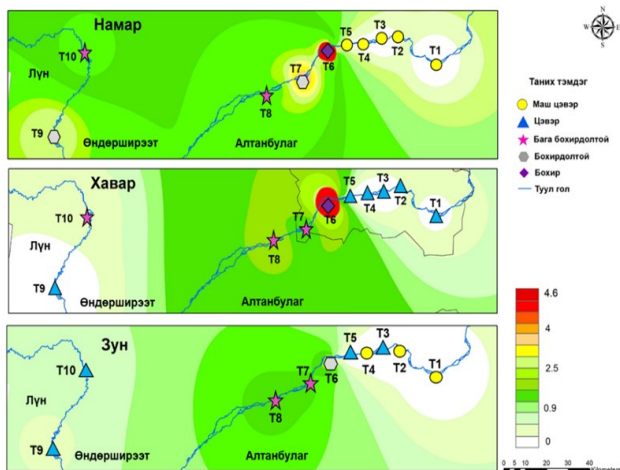 Намар
T10
Лүн
T9
Өндөрширээт
T8
T7
T6
T5
T4
T3
T2
T1
Алтанбулаг
Хавар
T10
Лүн
T9
Өндөрширээт
T8
T7
T6
T5
T4
T3
T2
T1
Алтанбулаг
Зун
T10
Лүн
T9
Өндөрширээт
T8
T7
T6
T5
T4
T3
T2
T1
Алтанбулаг
N
W E
S
Таних тэмдэг
Маш цэвэр
Цэвэр
Бага бохирдолтой
Бохирдолтой
Бохир
Туул гол
4.6
4
2.5
0.9
0
0 5 10 20 30 40
Kilometers